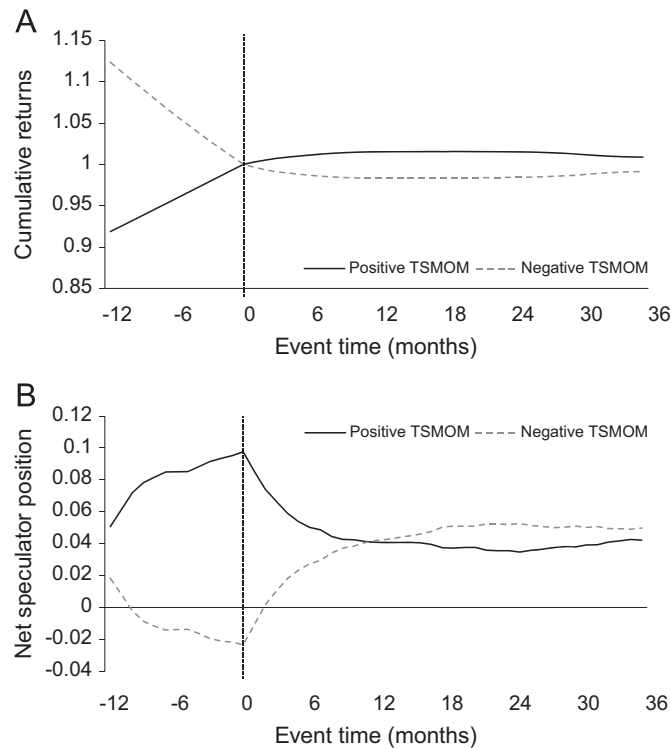 A
Cumulative returns
1.15
1.1
1.05
1
0.95
0.9
0.85
Positive TSMOM
Negative TSMOM
-12 -6 0 6 12 18 24 30 36
Event time (months)
B
Net speculator position
0.12
0.1
0.08
0.06
0.04
0.02
0
-0.02
-0.04
Positive TSMOM
Negative TSMOM
-12 -6 0 6 12 18 24 30 36
Event time (months)